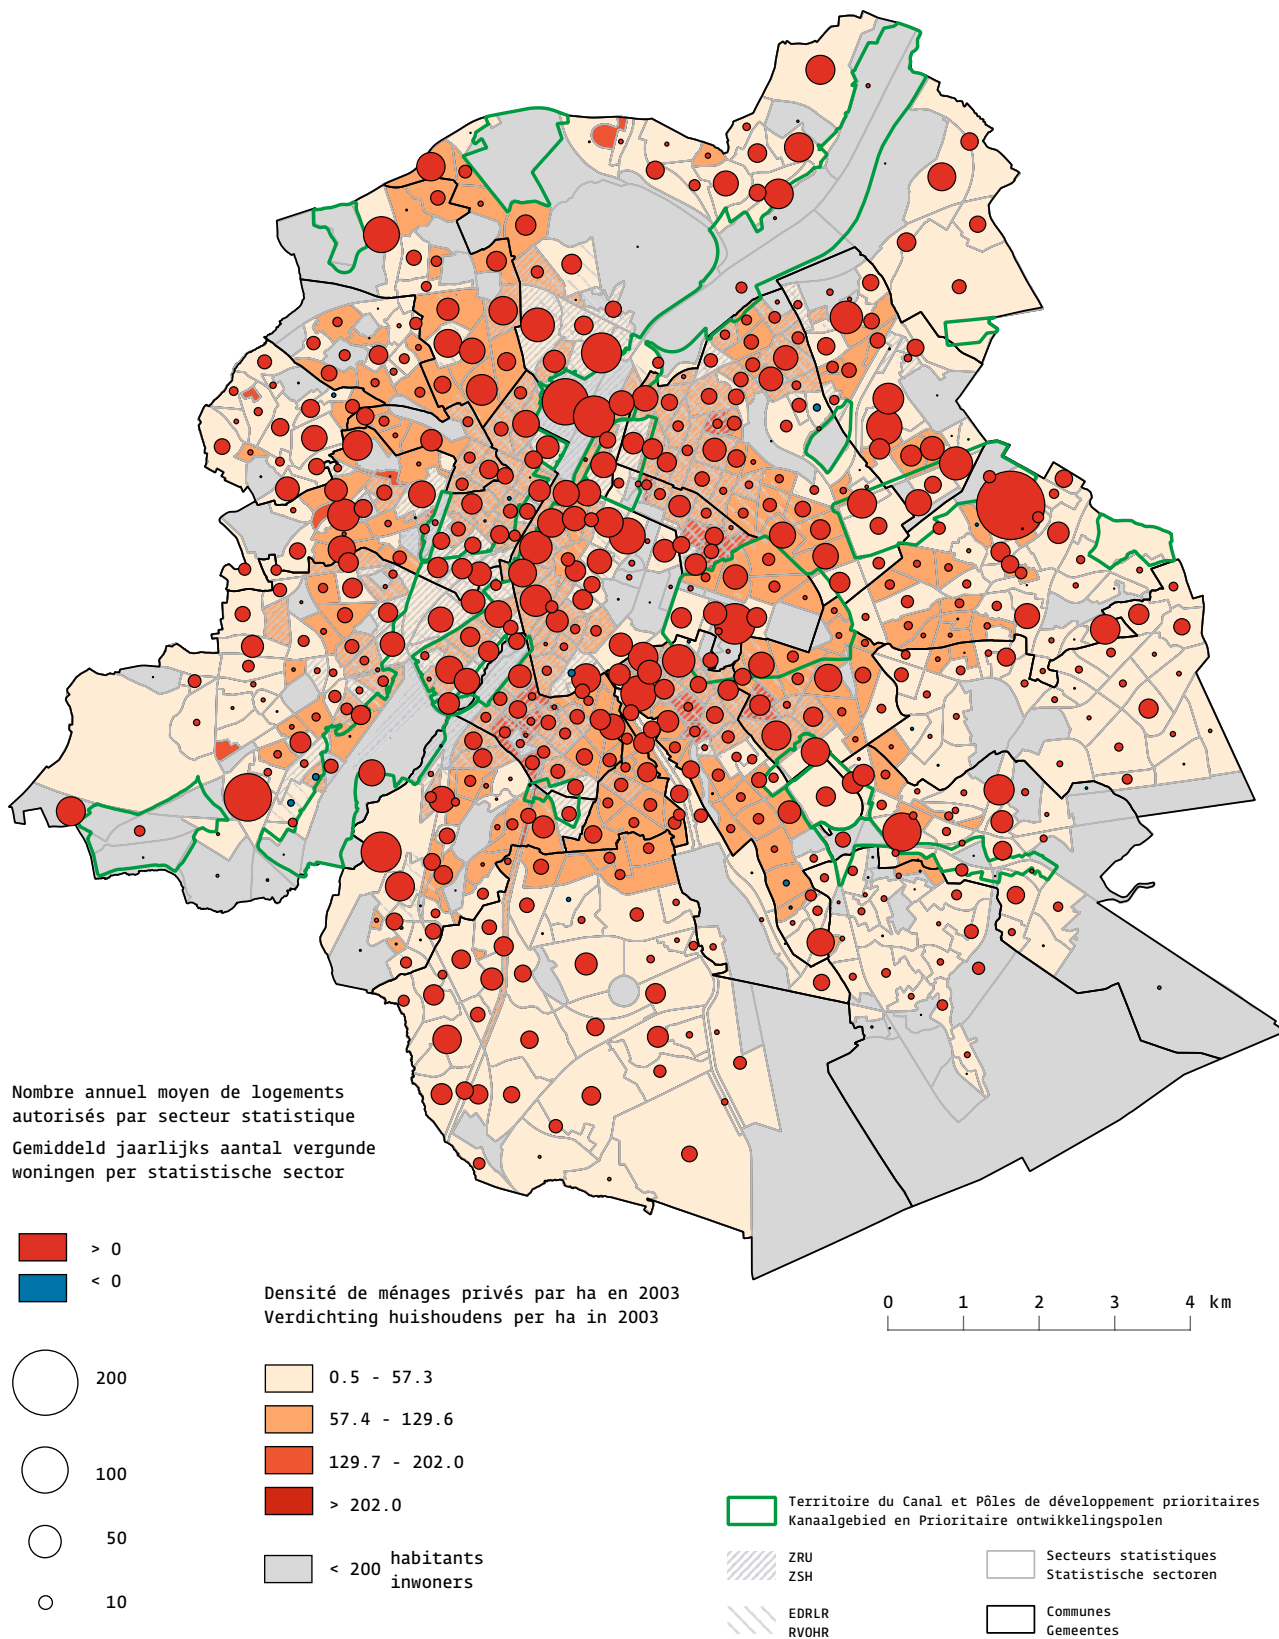 Nombre annuel moyen de logements
autorisés par secteur statistique
Gemiddeld jaarlijks aantal vergunde
woningen per statistische sector
> 0
< 0
200
100
50
10
Densité de ménages privés par ha en 2003
Verdichting huishoudens per ha in 2003
0.5 - 57.3
57.4 - 129.6
129.7 - 202.0
> 202.0
< 200 habitants
inwoners
0 1 2 3 4 km
Territoire du Canal et Pôles de développement prioritaires
Kanaalgebied en Prioritaire ontwikkelingspolen
ZRU
ZSH
EDRLR
RVOHR
Secteurs statistiques
Statistische sectoren
Communes
Gemeentes